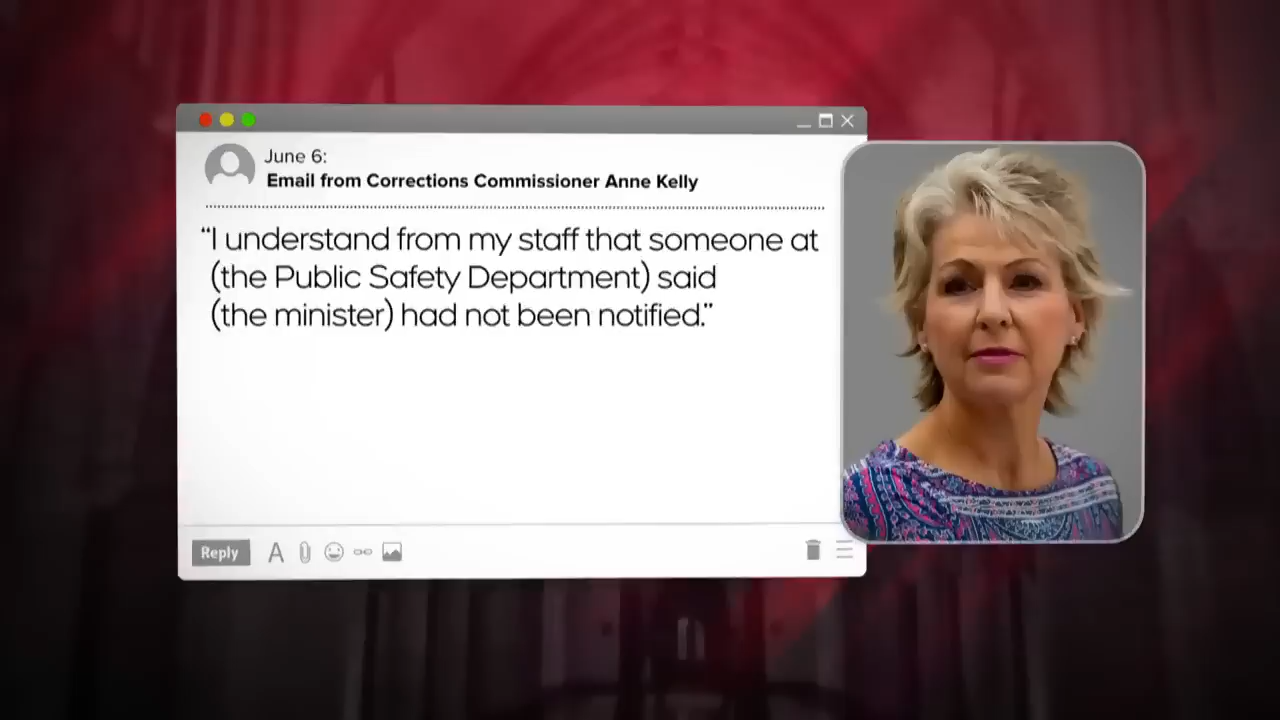 June 6:
Email from Corrections Commissioner Anne Kelly
“I understand from my staff that someone at
(the Public Safety Department) said
(the minister) had not been notified.”
Reply